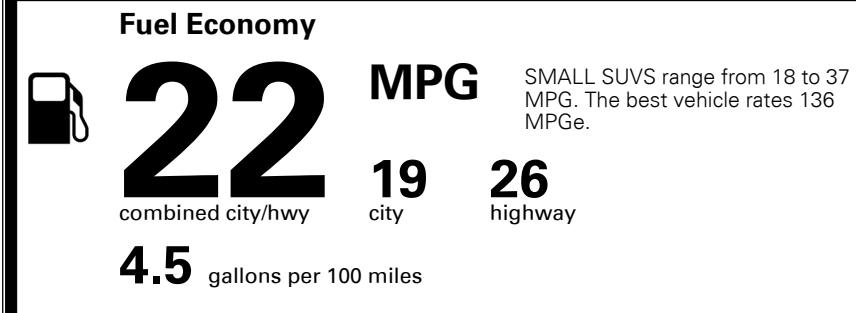 Fuel Economy
22 MPG
SMALL SUVS range from 18 to 37
MPG. The best vehicle rates 136
MPGe.
combined city/hwy
19
city
26
highway
4.5 gallons per 100 miles